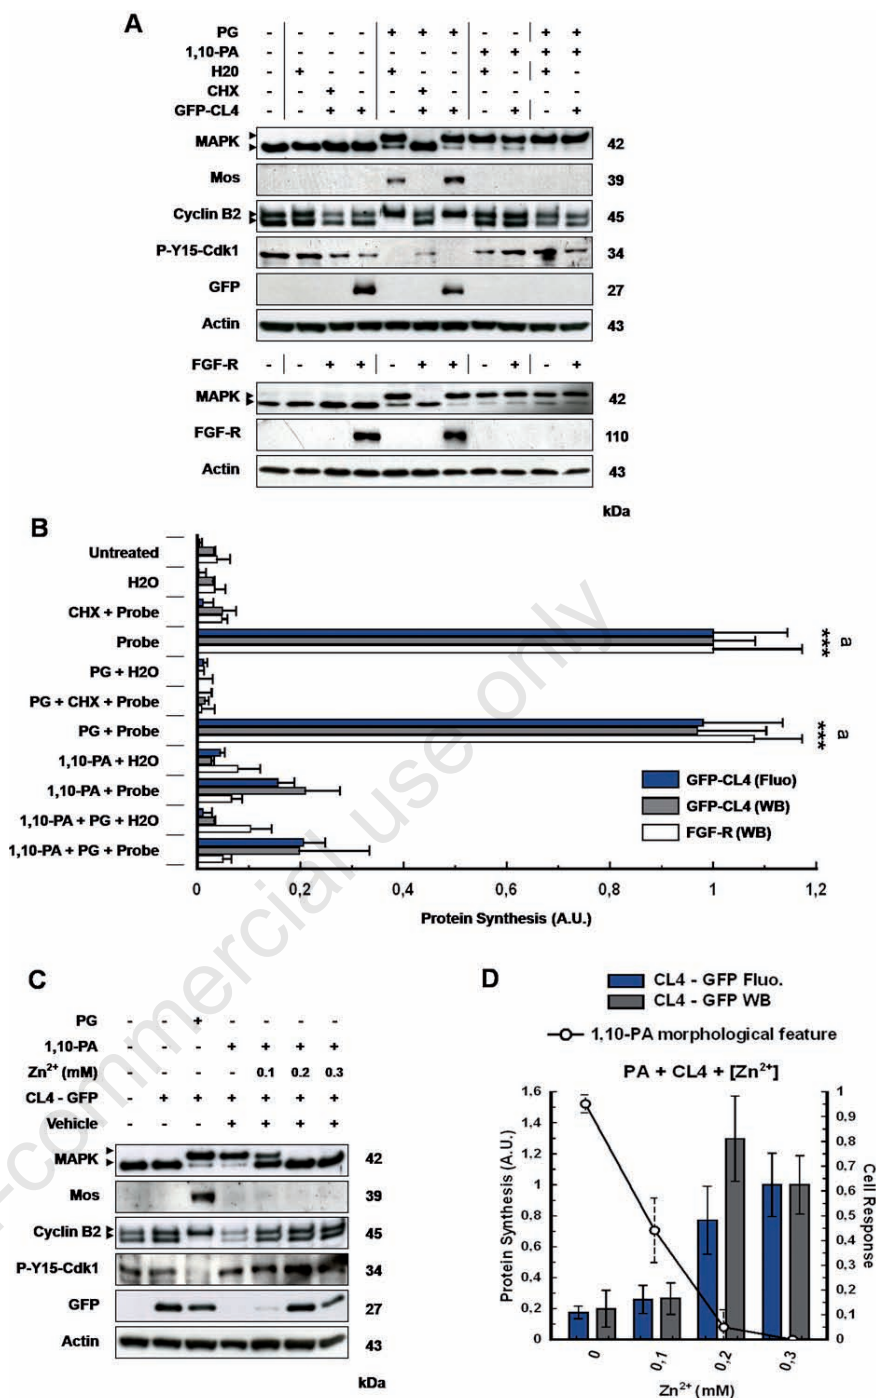 A
PG - - - - + + + - - + +
1,10-PA - - - - - - - + + + +
H20 - + - - + - - + - + -
CHX - - + - - + - - - - -
GFP-CL4 - - + + - + + - + - +
MAPK 42
Mos 39
Cyclin B2 45
P-Y15-Cdk1 34
GFP 27
Actin 43
FGF-R - - + + - + + - + - +
MAPK 42
FGF-R 110
Actin 43
kDa
B
Untreated
H2O
CHX + Probe
Probe
*** a
PG + H2O
PG + CHX + Probe
PG + Probe
*** a
1,10-PA + H2O
1,10-PA + Probe
1,10-PA + PG + H2O
1,10-PA + PG + Probe
GFP-CL4 (Fluo)
GFP-CL4 (WB)
FGF-R (WB)
0 0,2 0,4 0,6 0,8 1 1,2
Protein Synthesis (A.U.)
C
PG - - + - - - -
1,10-PA - - - + + + +
Zn2+ (mM) - - - - 0.1 0.2 0.3
CL4 - GFP - + + + + + +
Vehicle - - - + + + +
MAPK 42
Mos 39
Cyclin B2 45
P-Y15-Cdk1 34
GFP 27
Actin 43
kDa
D
CL4 - GFP Fluo.
CL4 - GFP WB
1,10-PA morphological feature
PA + CL4 + [Zn2+]
1,6 1,4 1,2 1 0,8 0,6 0,4 0,2 0
Protein Synthesis (A.U.)
1 0,9 0,8 0,7 0,6 0,5 0,4 0,3 0,2 0,1 0
Cell Response
0 0,1 0,2 0,3
Zn2+ (mM)
-commercial use only